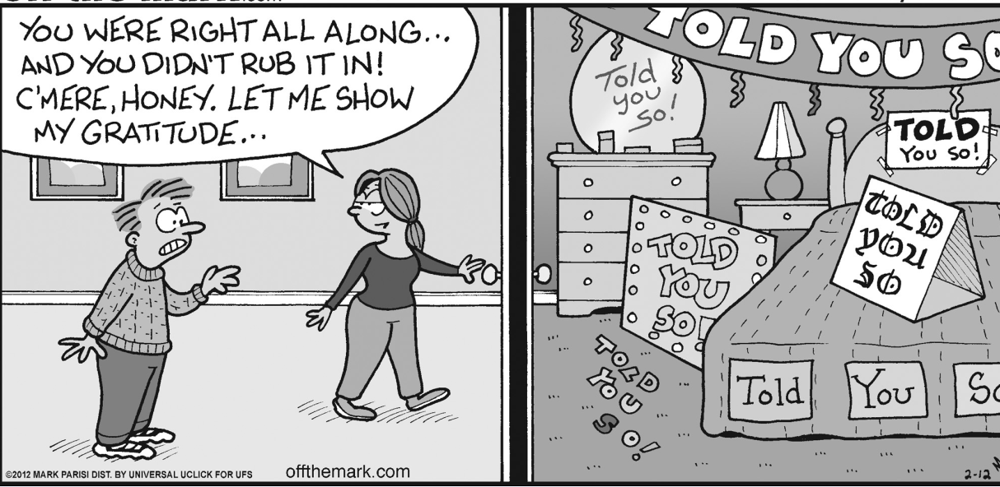 YOU WERE RIGHT ALL ALONG...
AND YOU DIDN'T RUB IT IN!
C'MERE, HONEY. LET ME SHOW
MY GRATITUDE...
TOLD YOU SO
Told
you
so!
TOLD
YOU SO!
TOLD
YOU
SO
TOLD
YOU
SO!
TOLD
YOU
SO!
Told You So
©2012 MARK PARISI DIST. BY UNIVERSAL UCLICK FOR UFS
offthemark.com
2-12